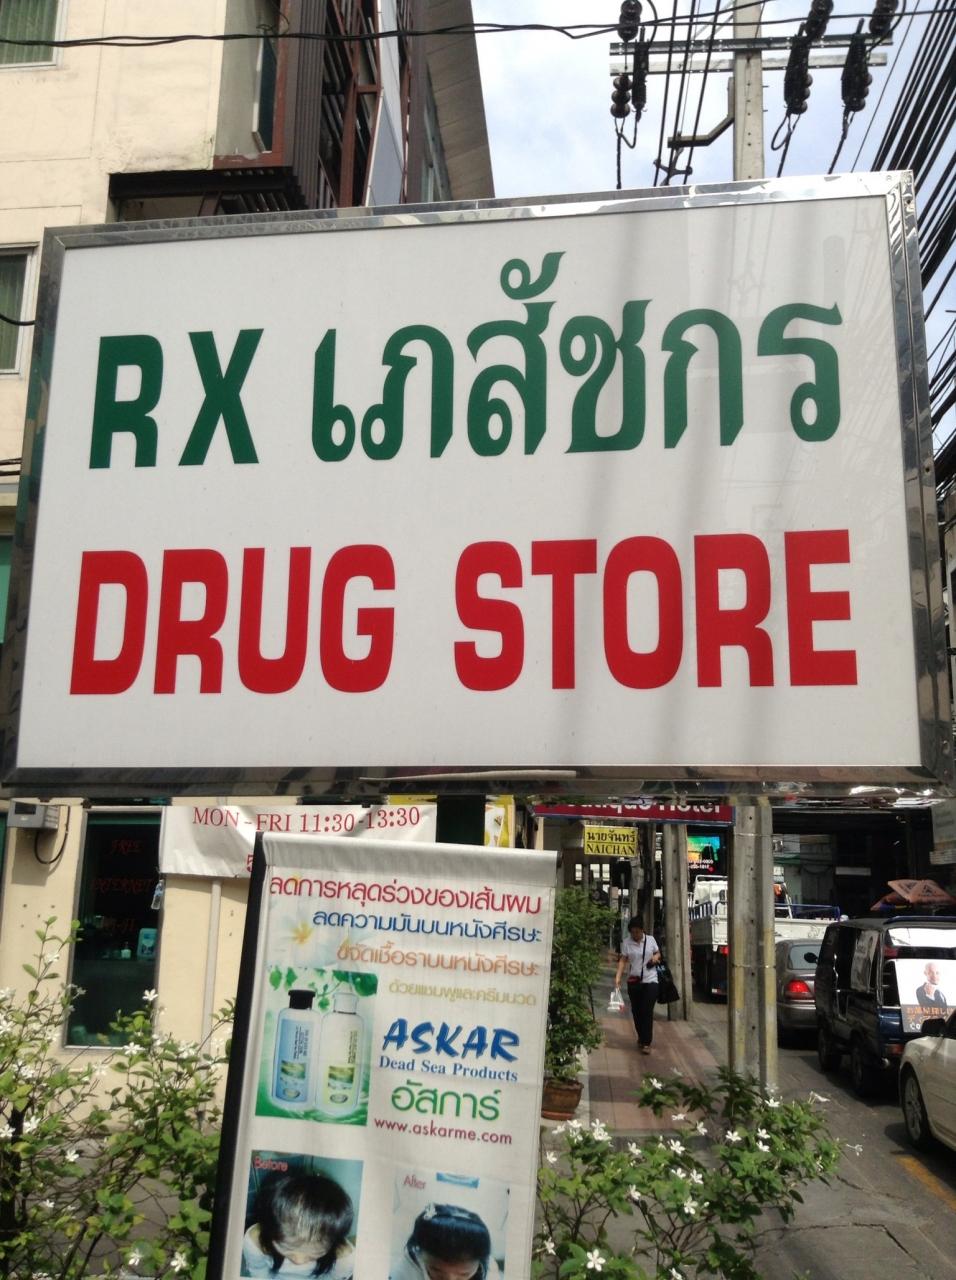 RX เภสัชกร
DRUG STORE
MON - FRI 11:30-13:30
นายจันทร์
NAICHAN
FREE
INTERNET
ลดการหลุดร่วงของเส้นผม
ลดความมันบนหนังศีรษะ
ขจัดเชื้อราบนหนังศีรษะ
ด้วยแชมพูและครีมนวด
ASKAR
Dead Sea Products
อัสการ์
www.askarme.com
Before
After